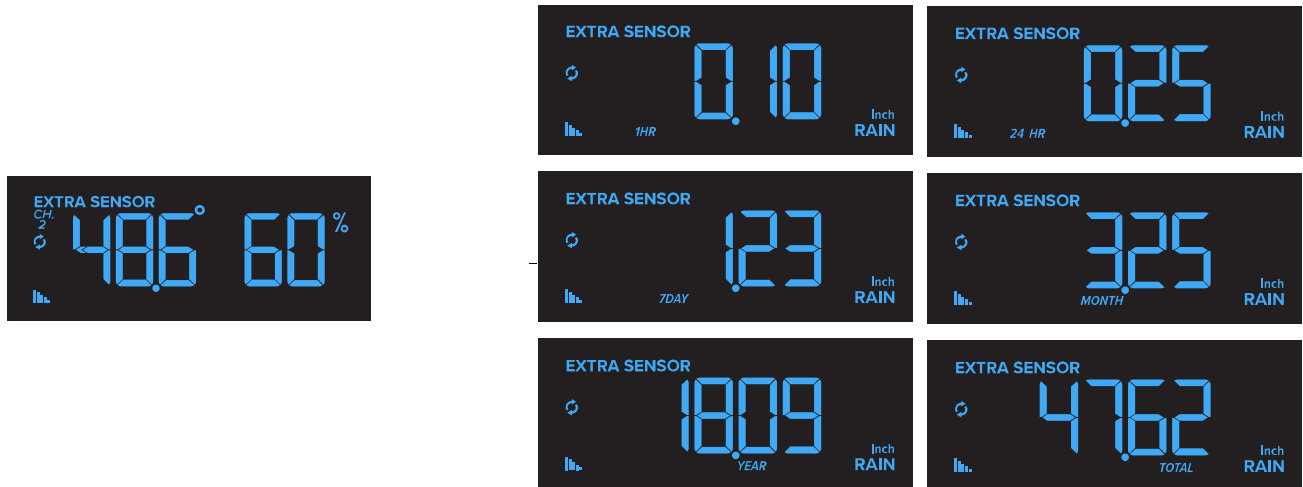 EXTRA SENSOR
CH.
2
48.6° 60%
EXTRA SENSOR
0.10
1HR
Inch
RAIN
EXTRA SENSOR
0.25
24 HR
Inch
RAIN
EXTRA SENSOR
1.23
7DAY
Inch
RAIN
EXTRA SENSOR
3.25
MONTH
Inch
RAIN
EXTRA SENSOR
18.09
YEAR
Inch
RAIN
EXTRA SENSOR
47.62
TOTAL
Inch
RAIN